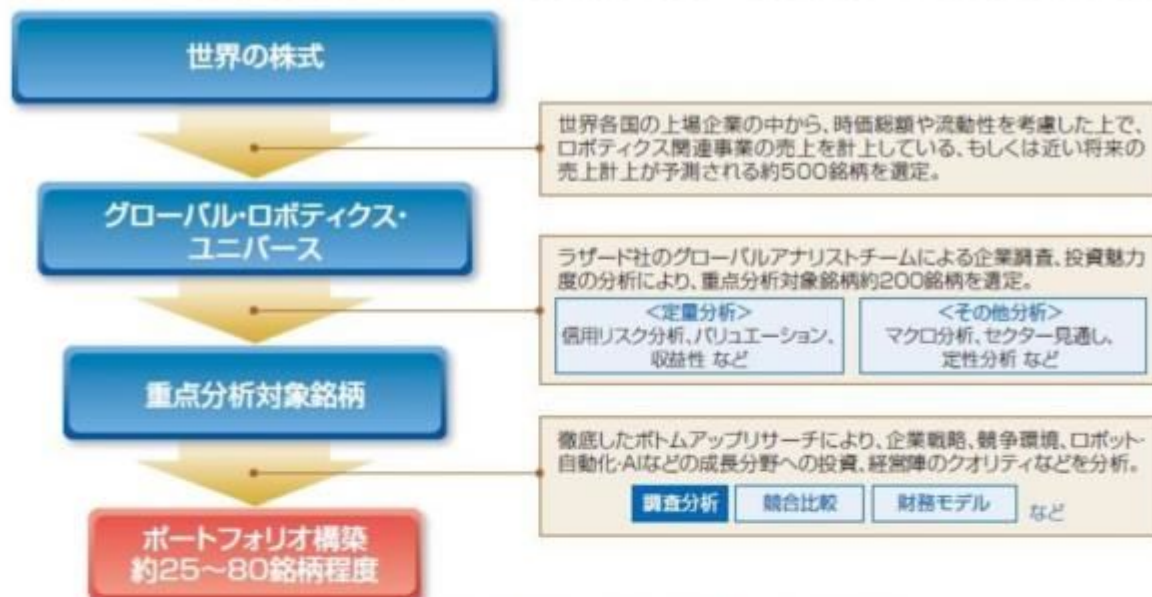 世界の株式
世界各国の上場企業の中から、時価総額や流動性を考慮した上で、
ロボティクス関連事業の売上を計上している、もしくは近い将来の
売上計上が予測される約500銘柄を選定。
グローバル・ロボティクス・
ユニバース
ラザード社のグローバルアナリストチームによる企業調査、投資魅力
度の分析により、重点分析対象銘柄約200銘柄を選定。
<定量分析>
信用リスク分析、バリュエーション、
収益性 など
<その他分析>
マクロ分析、セクター見通し、
定性分析 など
重点分析対象銘柄
徹底したボトムアップリサーチにより、企業戦略、競争環境、ロボット・
自動化・AIなどの成長分野への投資、経営陣のクオリティなどを分析。
調査分析
競合比較
財務モデル
など
ポートフォリオ構築
約25～80銘柄程度